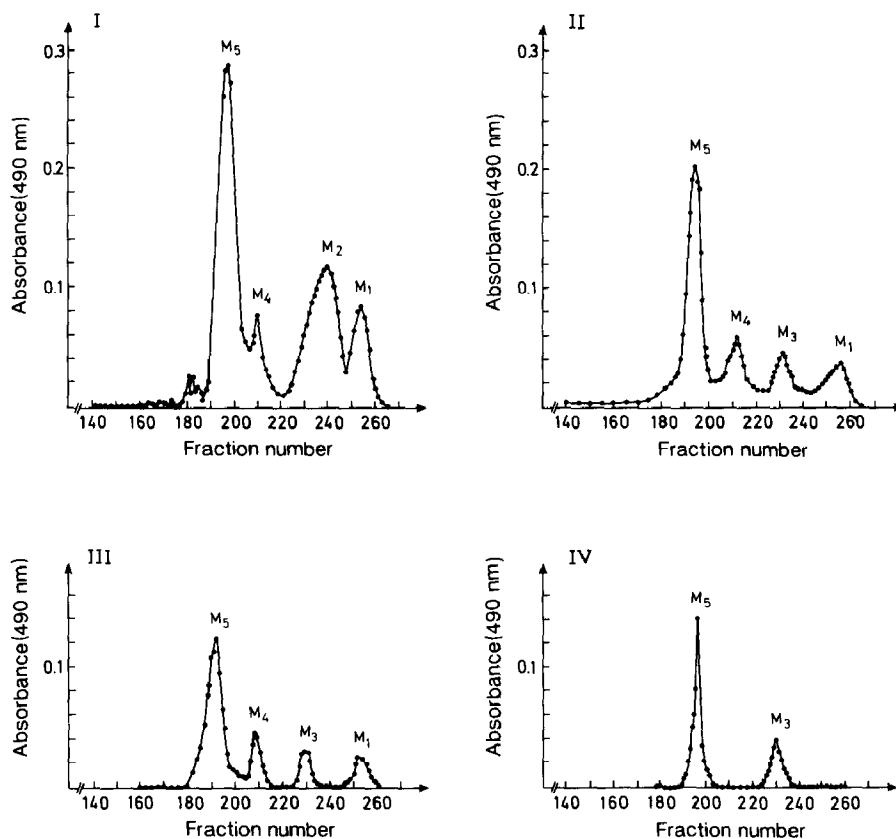 I
M5
M4
M2
M1
0.3
0.2
0.1
Absorbance(490 nm)
140 160 180 200 220 240 260
Fraction number
II
M5
M4
M3
M1
0.3
0.2
0.1
Absorbance(490 nm)
140 160 180 200 220 240 260
Fraction number
III
M5
M4
M3
M1
0.1
Absorbance(490 nm)
140 160 180 200 220 240 260
Fraction number
IV
M5
M3
0.1
Absorbance(490 nm)
140 160 180 200 220 240 260
Fraction number